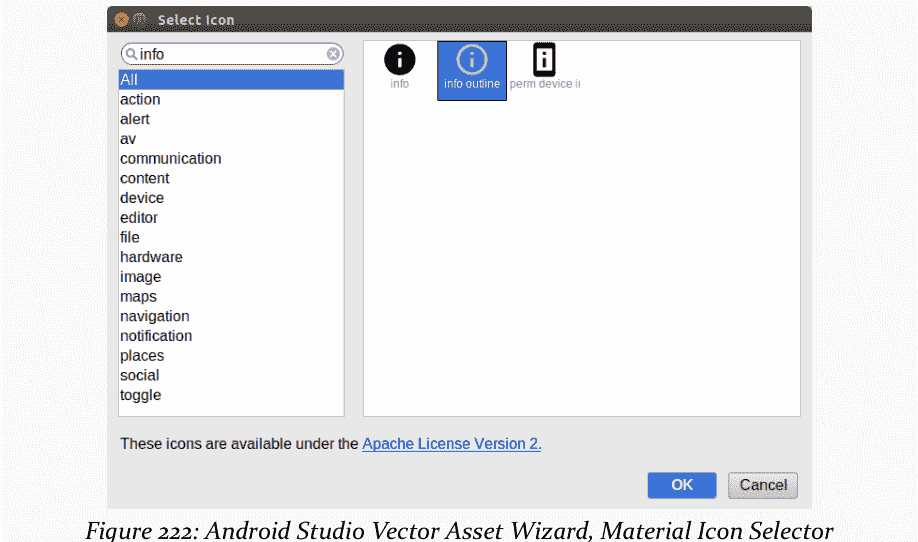 Select Icon
info
All
action
alert
av
communication
content
device
editor
file
hardware
image
maps
navigation
notification
places
social
toggle
info
info outline
perm device i
These icons are available under the Apache License Version 2.
OK
Cancel
Figure 222: Android Studio Vector Asset Wizard, Material Icon Selector